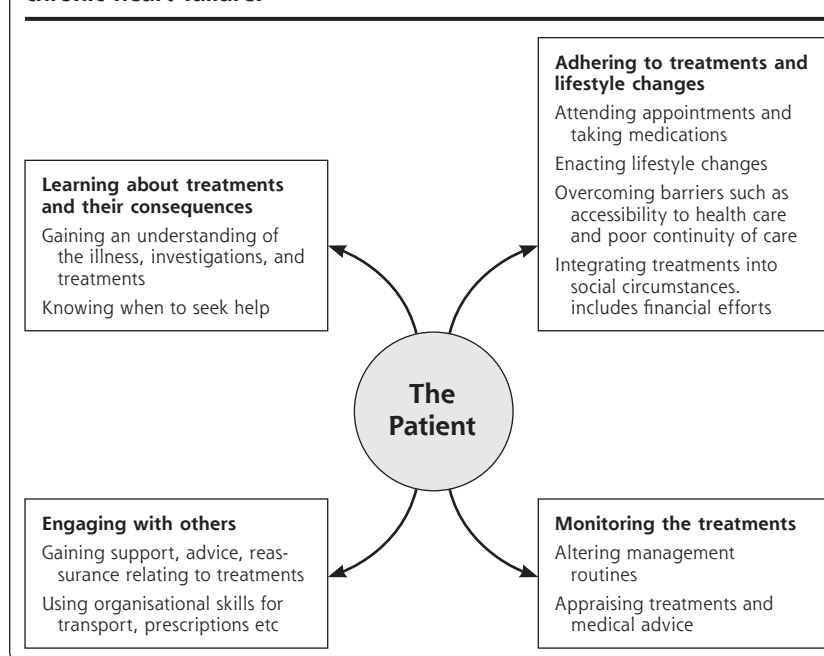 Learning about treatments
and their consequences
Gaining an understanding of
the illness, investigations, and
treatments
Knowing when to seek help
Adhering to treatments and
lifestyle changes
Attending appointments and
taking medications
Enacting lifestyle changes
Overcoming barriers such as
accessibility to health care
and poor continuity of care
Integrating treatments into
social circumstances.
includes financial efforts
The
Patient
Engaging with others
Gaining support, advice, reas-
surance relating to treatments
Using organisational skills for
transport, prescriptions etc
Monitoring the treatments
Altering management
routines
Appraising treatments and
medical advice